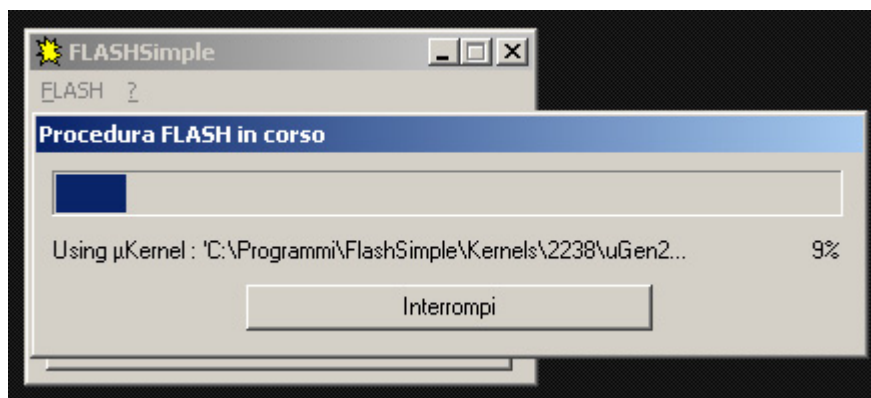 FLASHSimple
FLASH ?
Procedura FLASH in corso
Using µKernel : 'C:\Programmi\FlashSimple\Kernels\2238\uGen2... 9%
Interrompi